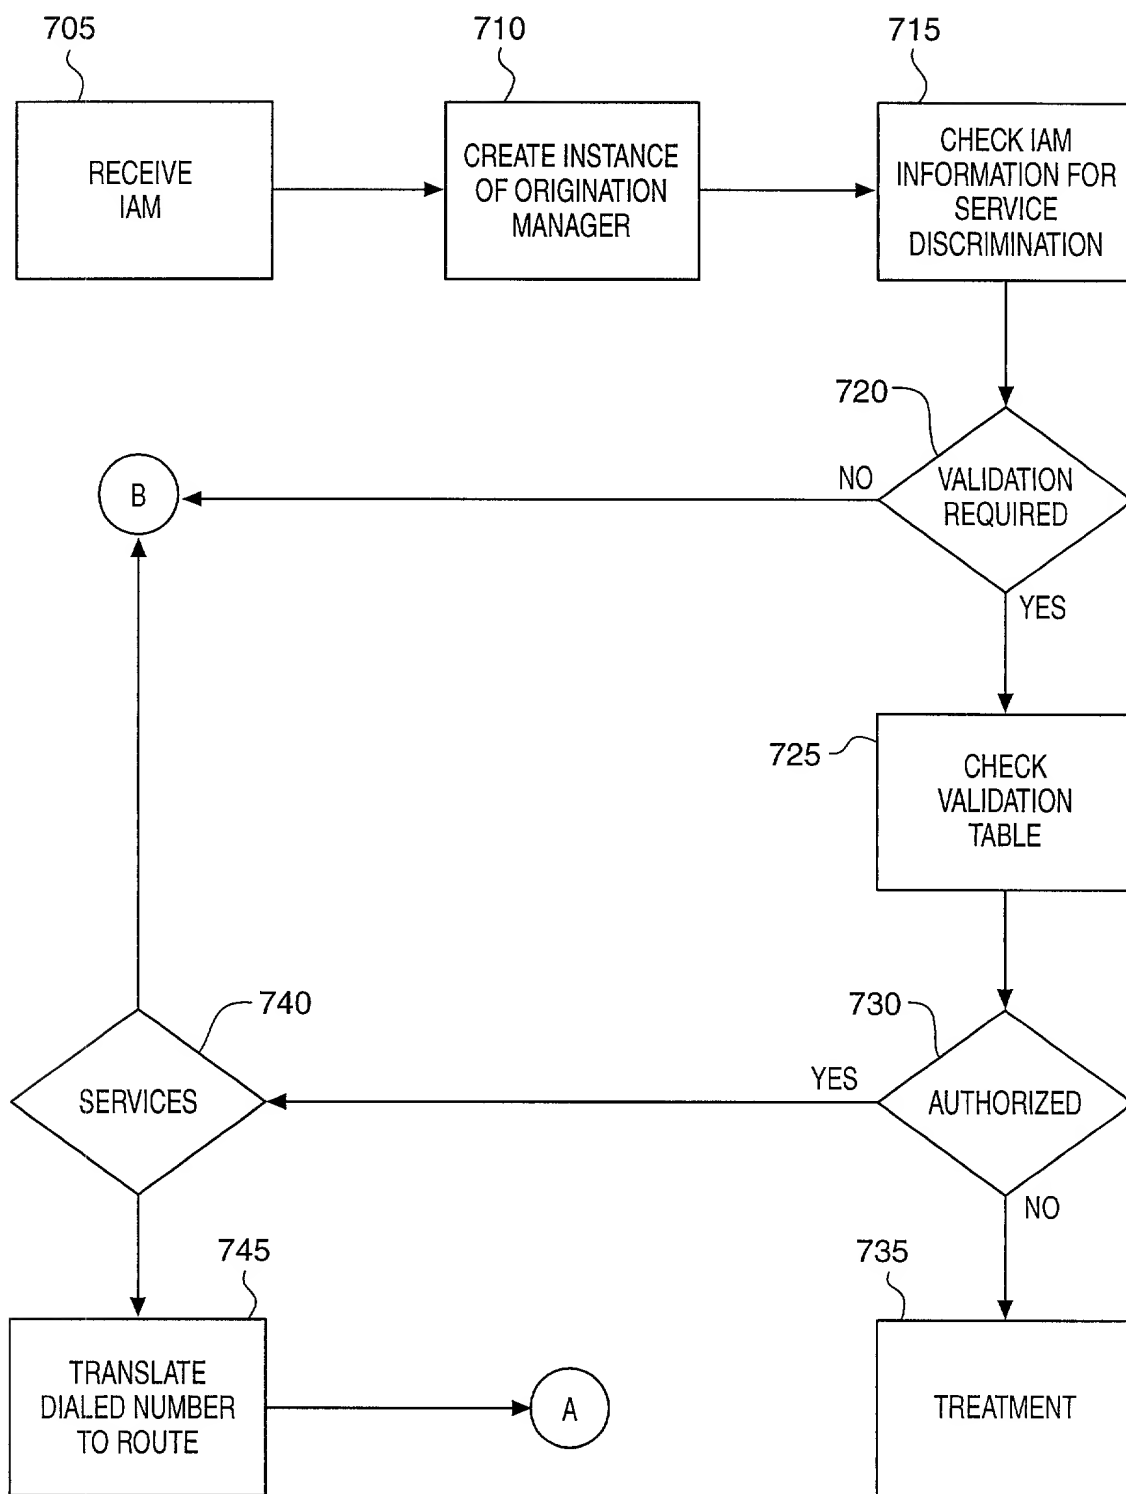 705
710
715
RECEIVE
IAM
CREATE INSTANCE
OF ORIGINATION
MANAGER
CHECK IAM
INFORMATION FOR
SERVICE
DISCRIMINATION
720
B
NO
VALIDATION
REQUIRED
YES
725
CHECK
VALIDATION
TABLE
740
730
SERVICES
YES
AUTHORIZED
NO
745
735
TRANSLATE
DIALED NUMBER
TO ROUTE
A
TREATMENT